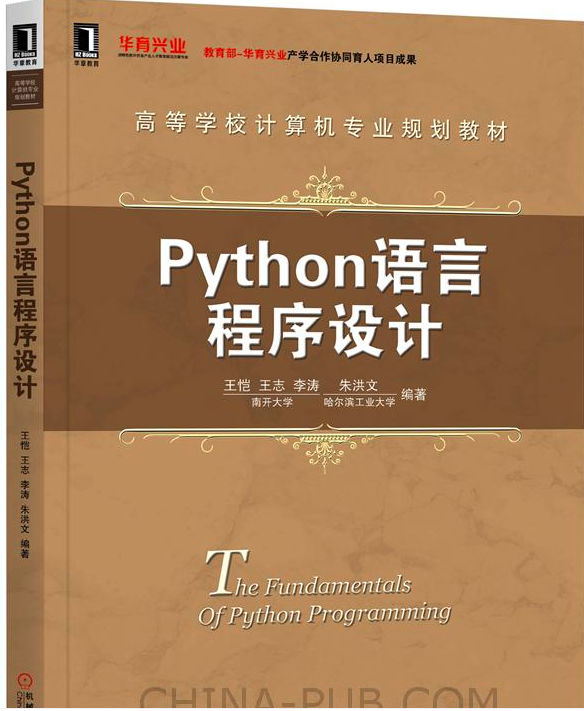 HZ Books
华章教育
高等学校
计算机专业
规划教材
Python语言程序设计
王恺 王志 李涛 朱洪文 编著
机械
HZ Books
华章教育
华育兴业
教育部-华育兴业产学合作协同育人项目成果
高等学校计算机专业规划教材
Python语言
程序设计
王恺 王志 李涛 朱洪文 编著
南开大学 哈尔滨工业大学
The Fundamentals
Of Python Programming
CHINA-PUB.COM